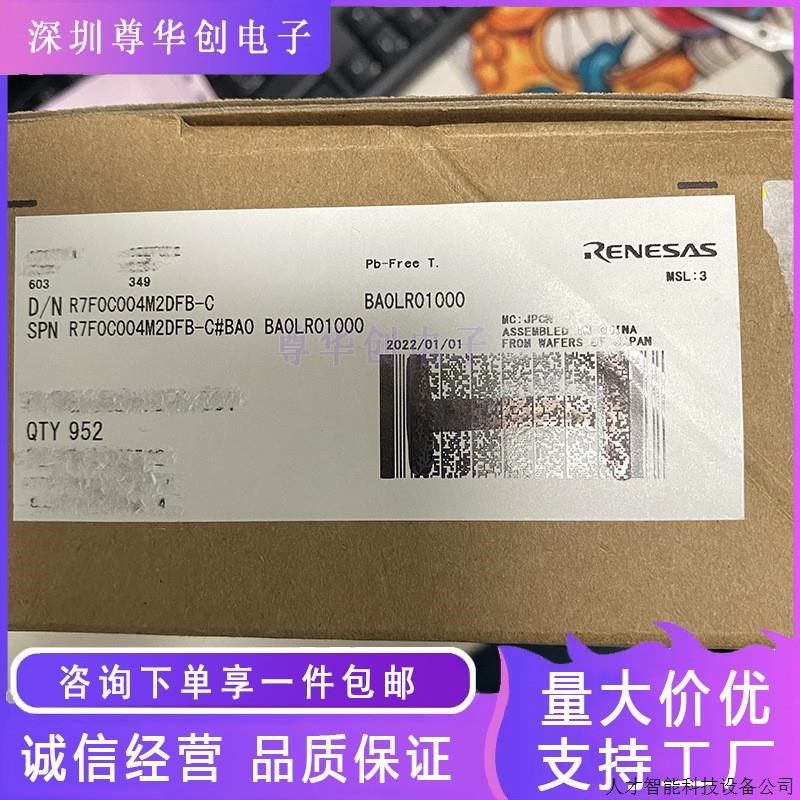 深圳尊华创电子
RENESAS
Pb-Free T.
MSL:3
603 349
D/N R7F0C004M2DFB-C BA0LR01000
SPN R7F0C004M2DFB-C#BA0 BA0LR01000
MC:JPCN
ASSEMBLED IN CHINA
FROM WAFERS OF JAPAN
2022/01/01
尊华创电子
QTY 952
咨询下单享一件包邮
诚信经营 品质保证
量大价优
支持工厂
人才智能科技设备公司